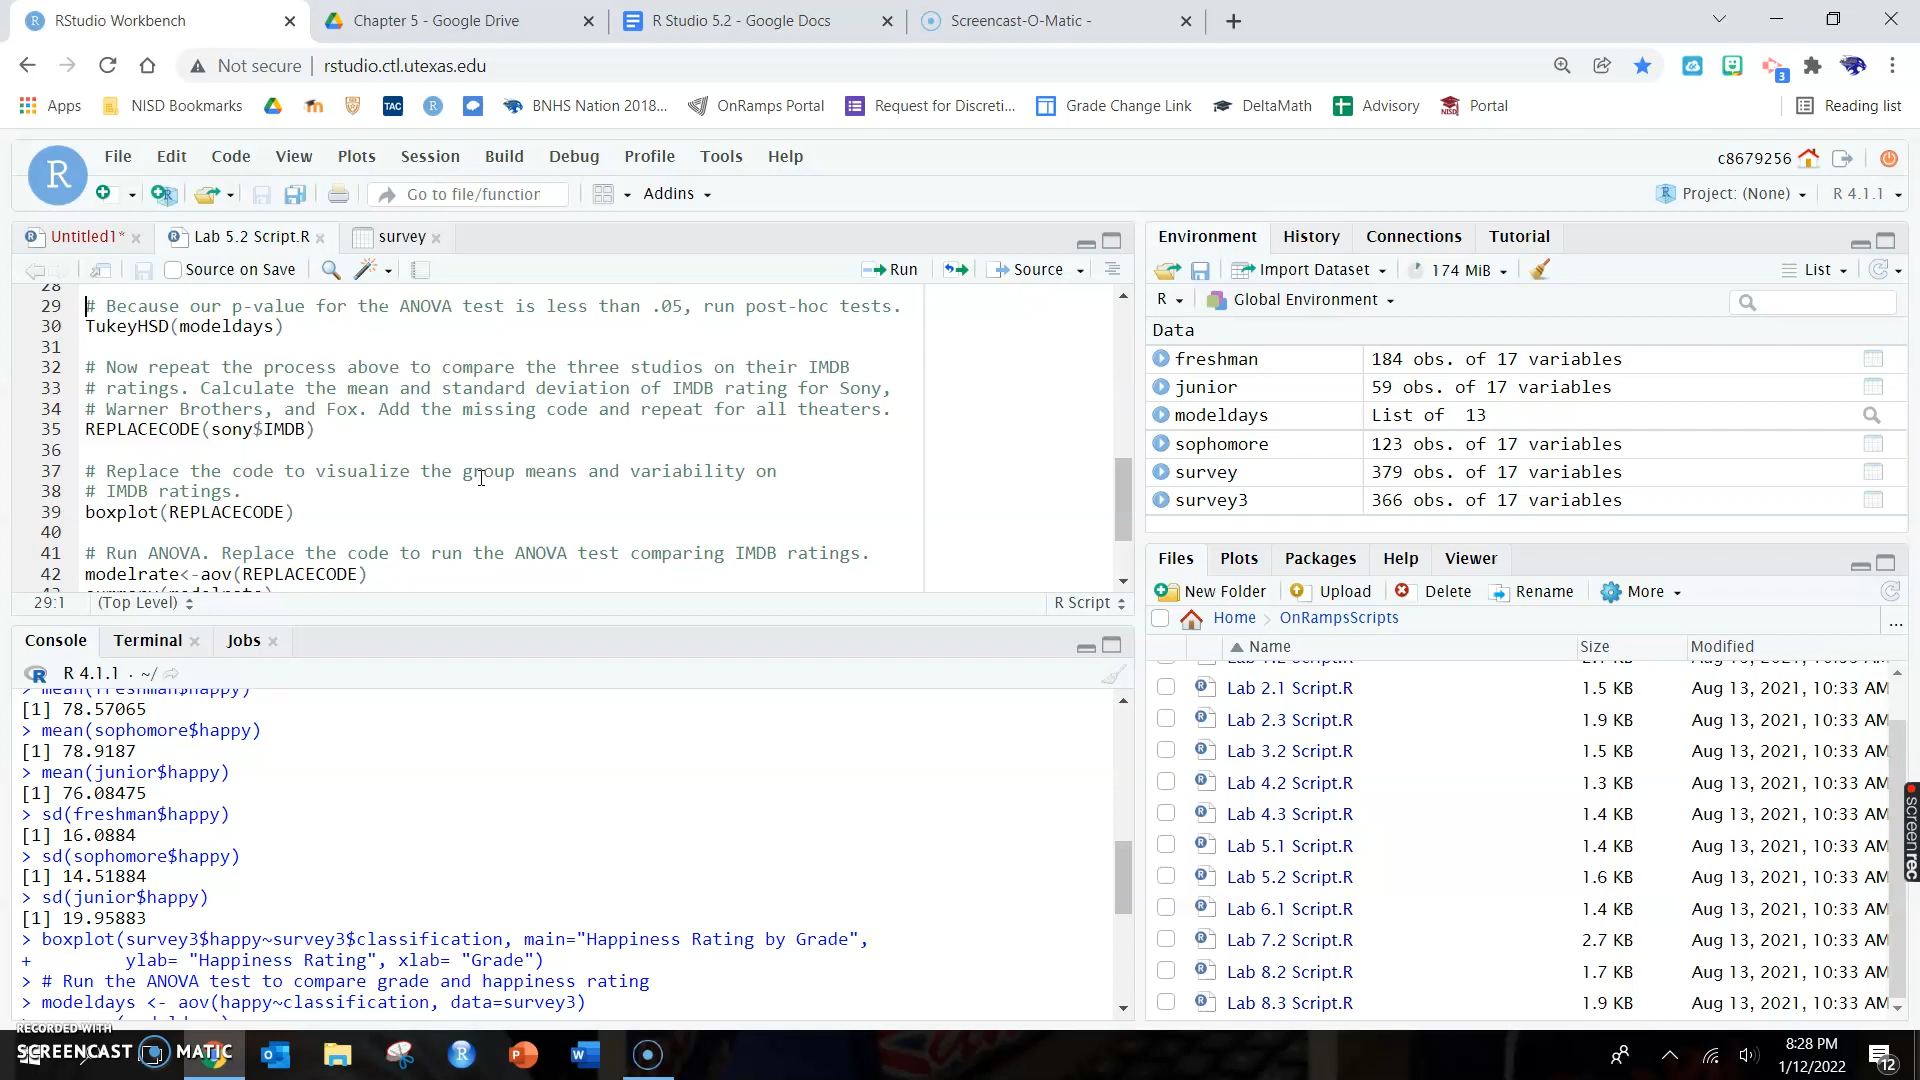 RStudio Workbench
Chapter 5 - Google Drive
R Studio 5.2 - Google Docs
Screencast-O-Matic -
Not secure
rstudio.ctl.utexas.edu
3
Apps
NISD Bookmarks
TAC
BNHS Nation 2018...
OnRamps Portal
Request for Discreti...
Grade Change Link
DeltaMath
Advisory
Portal
Reading list
R
File Edit Code View Plots Session Build Debug Profile Tools Help
c8679256
Go to file/function
Addins
Project: (None)
R 4.1.1
Untitled1*
Lab 5.2 Script.R
survey
Source on Save
Run
Source
28
29 # Because our p-value for the ANOVA test is less than .05, run post-hoc tests.
30 TukeyHSD(modeldays)
31
32 # Now repeat the process above to compare the three studios on their IMDB
33 # ratings. Calculate the mean and standard deviation of IMDB rating for Sony,
34 # Warner Brothers, and Fox. Add the missing code and repeat for all theaters.
35 REPLACECODE(sony$IMDB)
36
37 # Replace the code to visualize the group means and variability on
38 # IMDB ratings.
39 boxplot(REPLACECODE)
40
41 # Run ANOVA. Replace the code to run the ANOVA test comparing IMDB ratings.
42 modelrate<-aov(REPLACECODE)
29:1
(Top Level)
R Script
Console
Terminal
Jobs
R 4.1.1 . ~/
> mean(freshman$happy)
[1] 78.57065
> mean(sophomore$happy)
[1] 78.9187
> mean(junior$happy)
[1] 76.08475
> sd(freshman$happy)
[1] 16.0884
> sd(sophomore$happy)
[1] 14.51884
> sd(junior$happy)
[1] 19.95883
> boxplot(survey3$happy~survey3$classification, main="Happiness Rating by Grade",
+ ylab= "Happiness Rating", xlab= "Grade")
> # Run the ANOVA test to compare grade and happiness rating
> modeldays <- aov(happy~classification, data=survey3)
Environment
History
Connections
Tutorial
Import Dataset
174 MiB
List
R
Global Environment
Data
freshman 184 obs. of 17 variables
junior 59 obs. of 17 variables
modeldays List of 13
sophomore 123 obs. of 17 variables
survey 379 obs. of 17 variables
survey3 366 obs. of 17 variables
Files
Plots
Packages
Help
Viewer
New Folder
Upload
Delete
Rename
More
Home
OnRampsScripts
...
Name Size Modified
Lab 2.1 Script.R 1.5 KB Aug 13, 2021, 10:33 AM
Lab 2.3 Script.R 1.9 KB Aug 13, 2021, 10:33 AM
Lab 3.2 Script.R 1.5 KB Aug 13, 2021, 10:33 AM
Lab 4.2 Script.R 1.3 KB Aug 13, 2021, 10:33 AM
Lab 4.3 Script.R 1.4 KB Aug 13, 2021, 10:33 AM
Lab 5.1 Script.R 1.4 KB Aug 13, 2021, 10:33 AM
Lab 5.2 Script.R 1.6 KB Aug 13, 2021, 10:33 AM
Lab 6.1 Script.R 1.4 KB Aug 13, 2021, 10:33 AM
Lab 7.2 Script.R 2.7 KB Aug 13, 2021, 10:33 AM
Lab 8.2 Script.R 1.7 KB Aug 13, 2021, 10:33 AM
Lab 8.3 Script.R 1.9 KB Aug 13, 2021, 10:33 AM
screenrec
RECORDED WITH
SCREENCAST MATIC
8:28 PM
1/12/2022
12